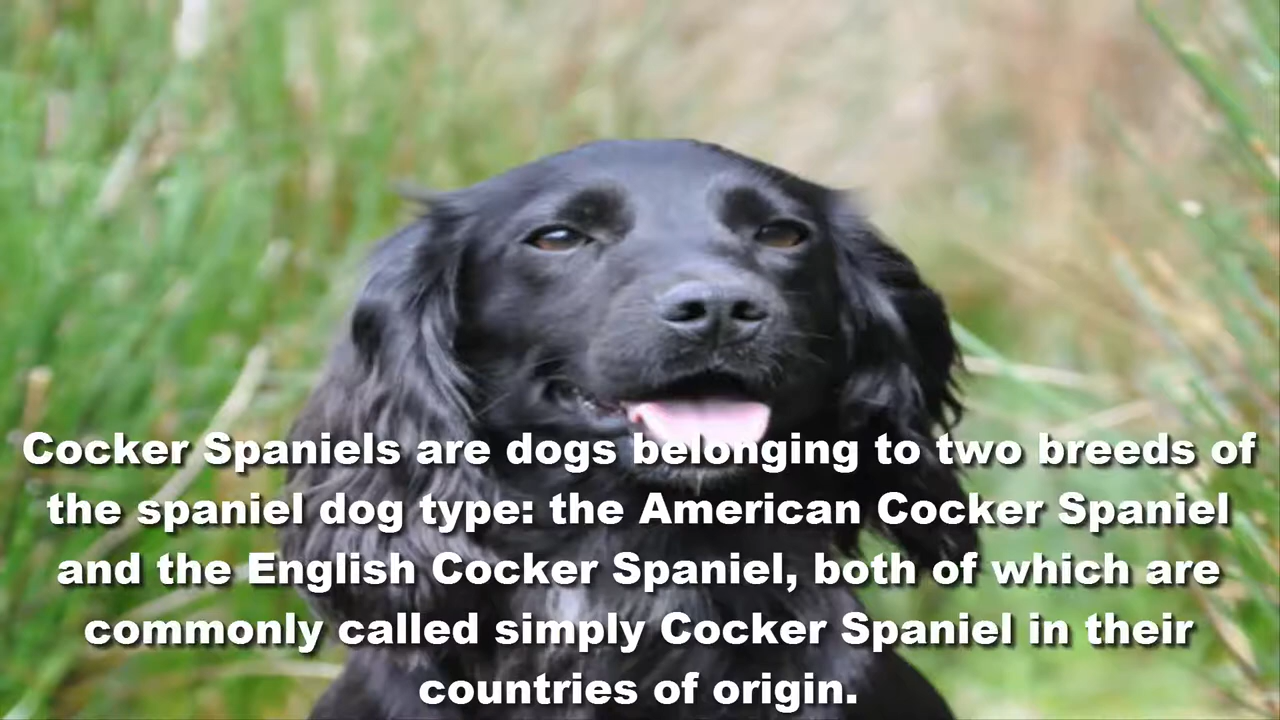 Cocker Spaniels are dogs belonging to two breeds of
the spaniel dog type: the American Cocker Spaniel
and the English Cocker Spaniel, both of which are
commonly called simply Cocker Spaniel in their
countries of origin.